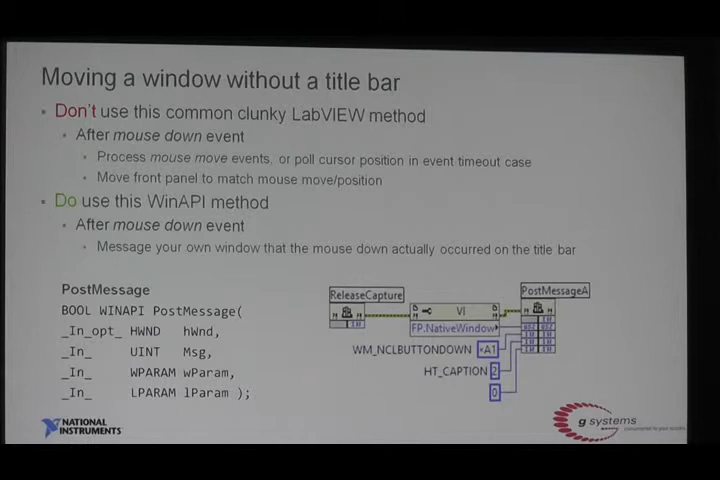 Moving a window without a title bar
Don't use this common clunky LabVIEW method
After mouse down event
Process mouse move events, or poll cursor position in event timeout case
Move front panel to match mouse move/position
Do use this WinAPI method
After mouse down event
Message your own window that the mouse down actually occurred on the title bar
PostMessage
BOOL WINAPI PostMessage(
_In_opt_ HWND hWnd,
_In_ UINT Msg,
_In_ WPARAM wParam,
_In_ LPARAM lParam );
ReleaseCapture
VI
FP.NativeWindow
PostMessageA
WM_NCLBUTTONDOWN
A1
HT_CAPTION
2
0
NATIONAL
INSTRUMENTS
g systems